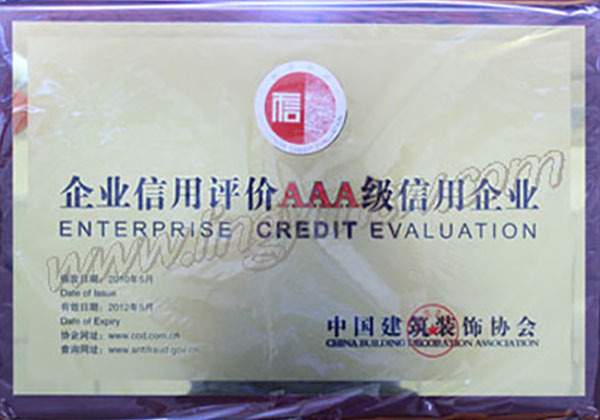 信
企业信用评价AAA级信用企业
ENTERPRISE CREDIT EVALUATION
颁发日期：2010年5月
Date of Issue
有效日期：2012年5月
Date of Expiry
协会网址：www.ccd.com.cn
查询网址：www.antifraud.gov.cn
中国建筑装饰协会
CHINA BUILDING DECORATION ASSOCIATION